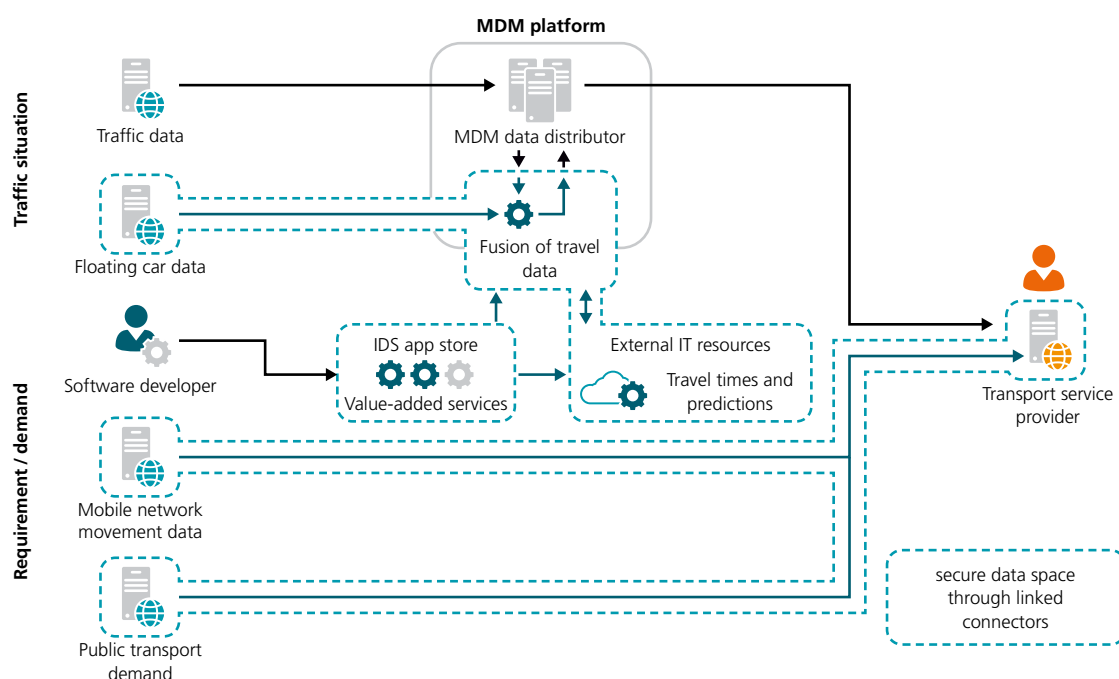 MDM platform
Traffic situation
Traffic data
MDM data distributor
Floating car data
Fusion of travel
data
Requirement / demand
Software developer
IDS app store
Value-added services
External IT resources
Travel times and
predictions
Transport service
provider
Mobile network
movement data
Public transport
demand
secure data space
through linked
connectors